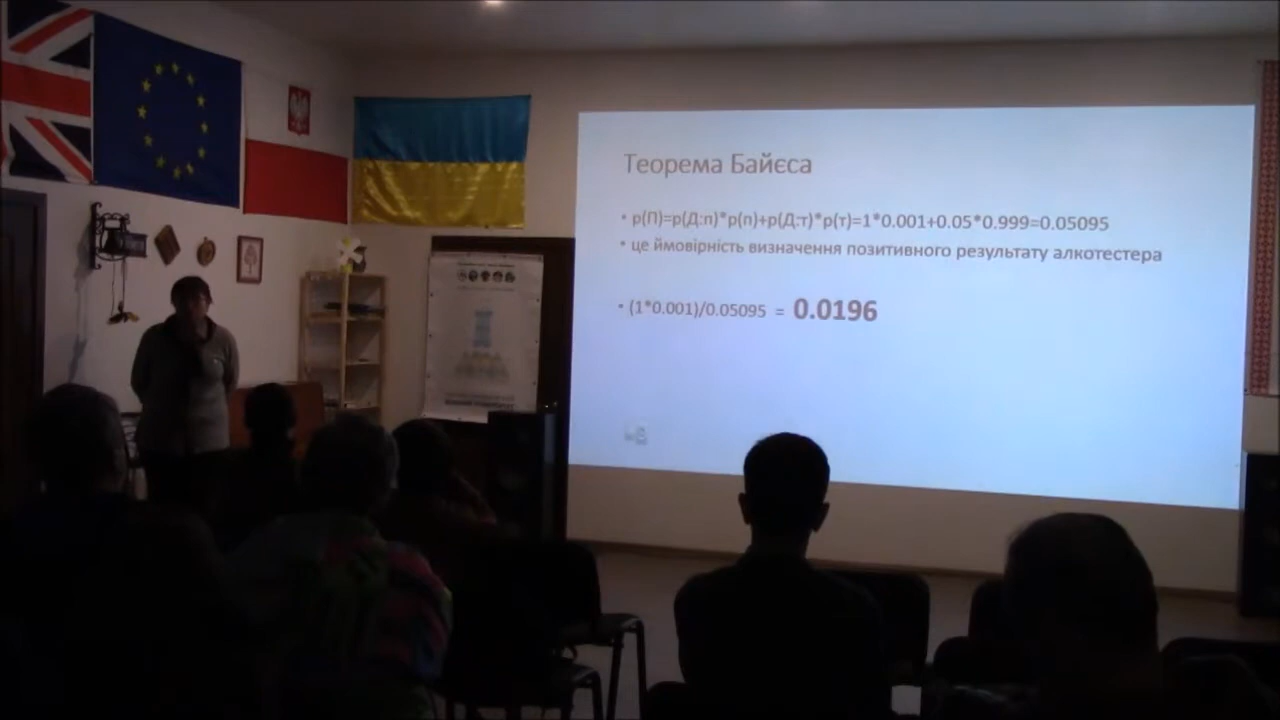 Теорема Байєса
• р(П)=р(Д:п)*р(п)+р(Д:т)*р(т)=1*0.001+0.05*0.999=0.05095
• це ймовірність визначення позитивного результату алкотестера
• (1*0.001)/0.05095 = 0.0196